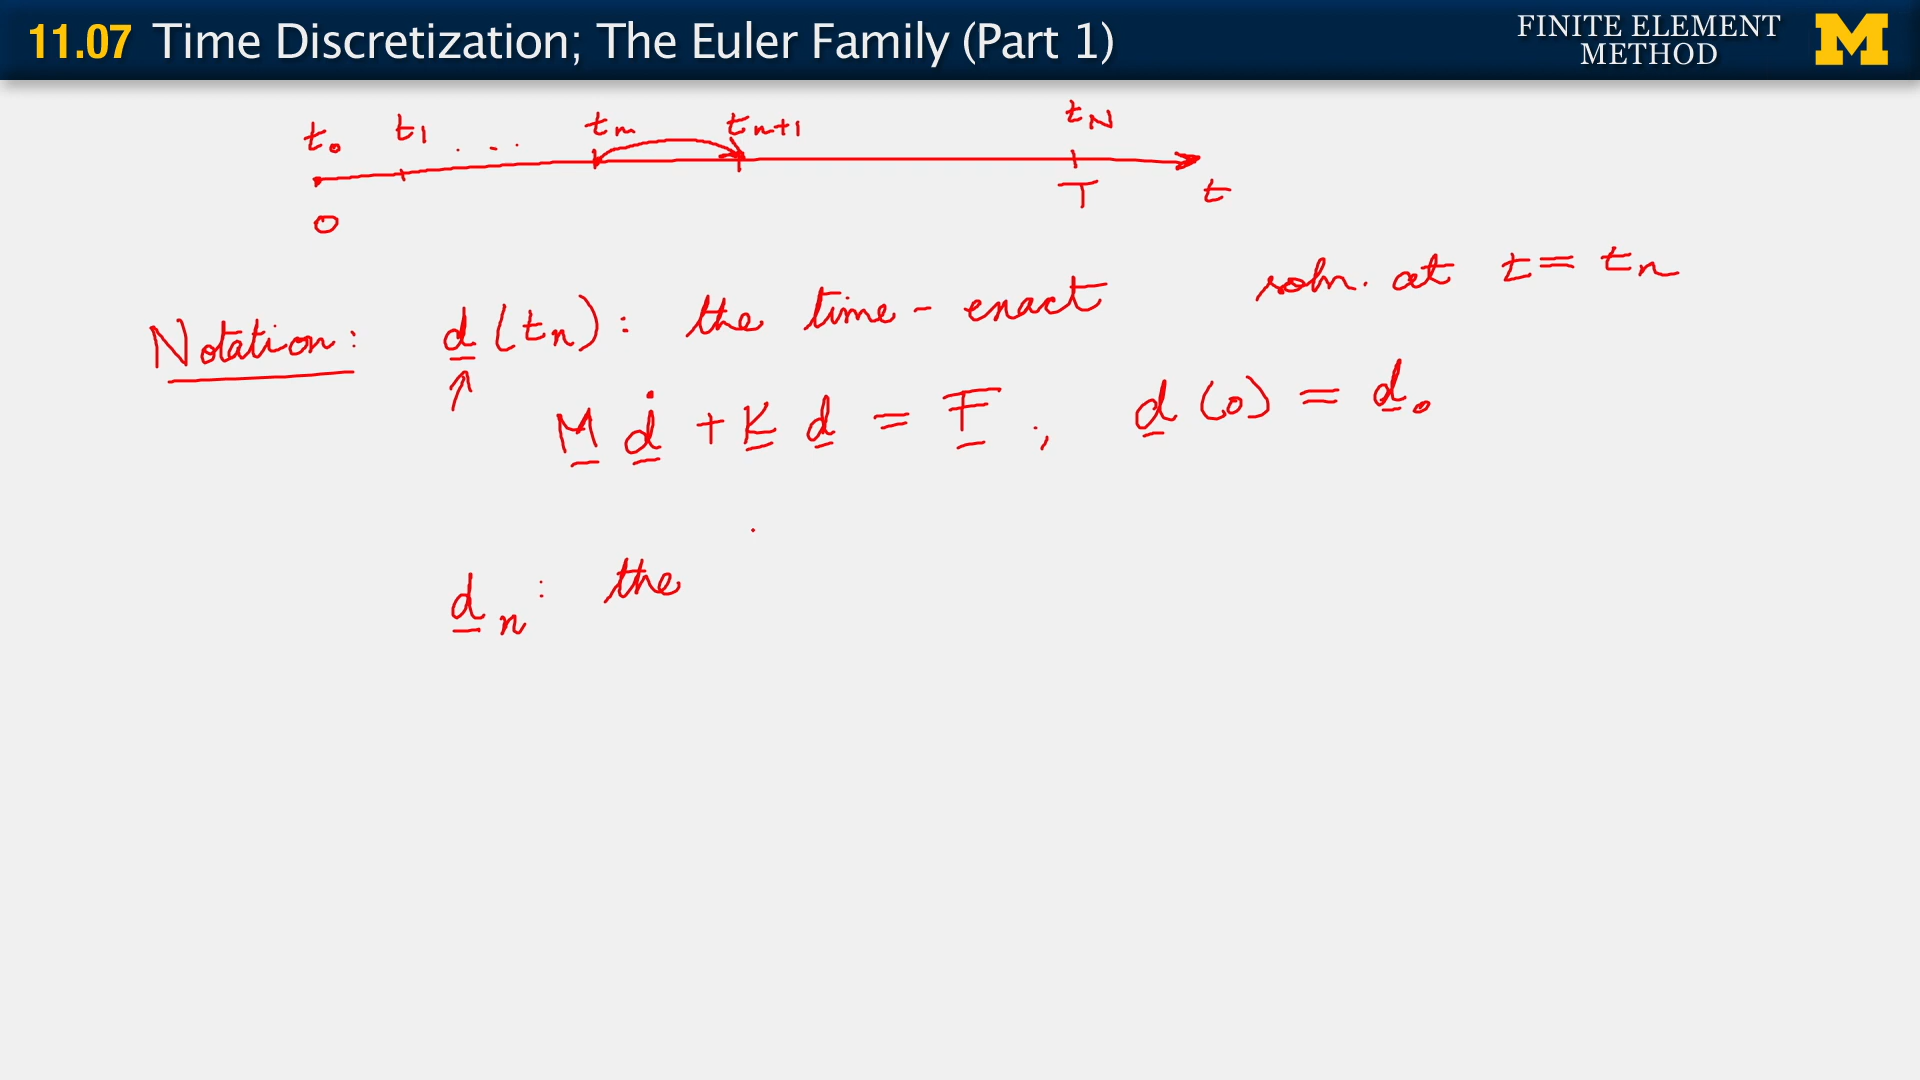 11.07 Time Discretization; The Euler Family (Part 1)
FINITE ELEMENT
METHOD
M
t₀ t₁ . . . tₙ tₙ₊₁ t_N
0 T t
Notation: d(tₙ): the time-exact soln. at t = tₙ
M ḋ + K d = F ; d(0) = d₀
dₙ: the